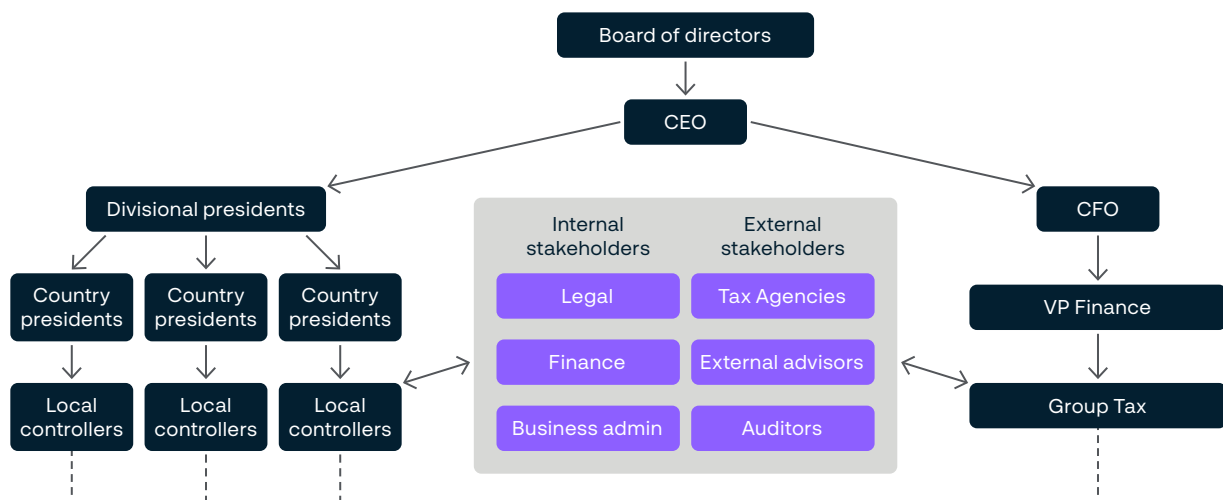 Board of directors
CEO
Divisional presidents
CFO
Internal
stakeholders
External
stakeholders
Country
presidents
Country
presidents
Country
presidents
Legal
Tax Agencies
VP Finance
Finance
External advisors
Local
controllers
Local
controllers
Local
controllers
Business admin
Auditors
Group Tax